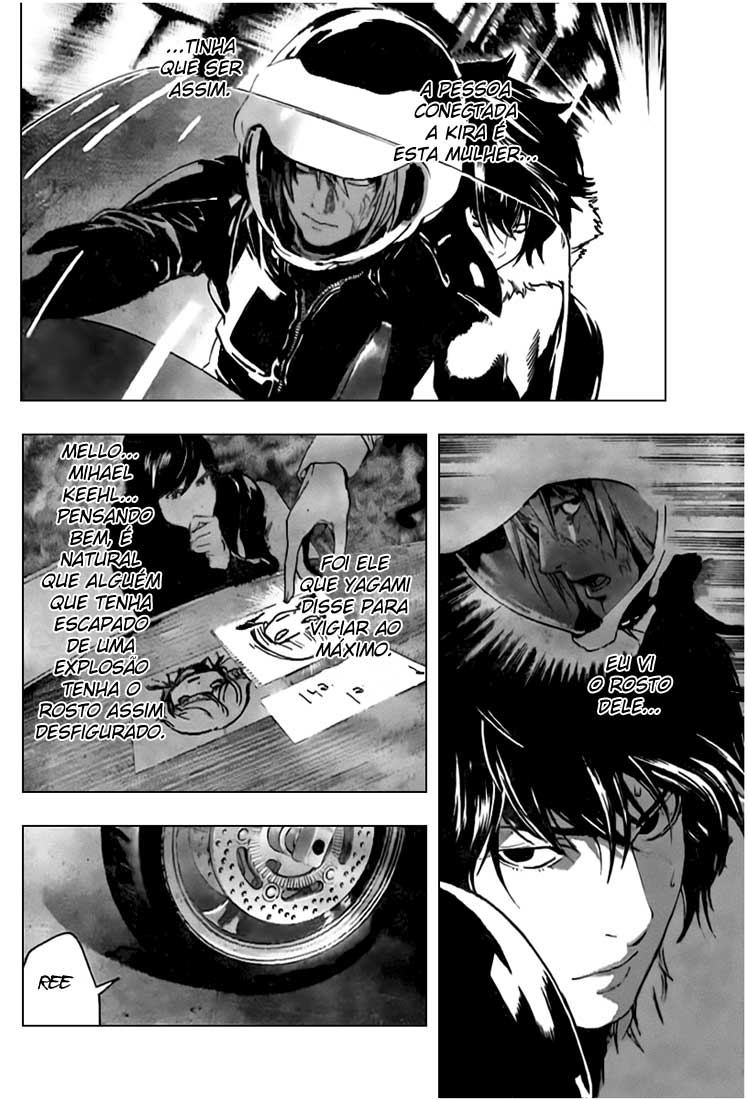 A PESSOA
CONECTADA
A KIRA É
ESTA MULHER...
...TINHA
QUE SER
ASSIM.
EU VI
O ROSTO
DELE...
FOI ELE
QUE YAGAMI
DISSE PARA
VIGIAR AO
MÁXIMO.
MELLO...
MIHAEL
KEEHL...
PENSANDO
BEM, É
NATURAL
QUE ALGUÉM
QUE TENHA
ESCAPADO
DE UMA
EXPLOSÃO
TENHA O
ROSTO ASSIM
DESFIGURADO.
REE